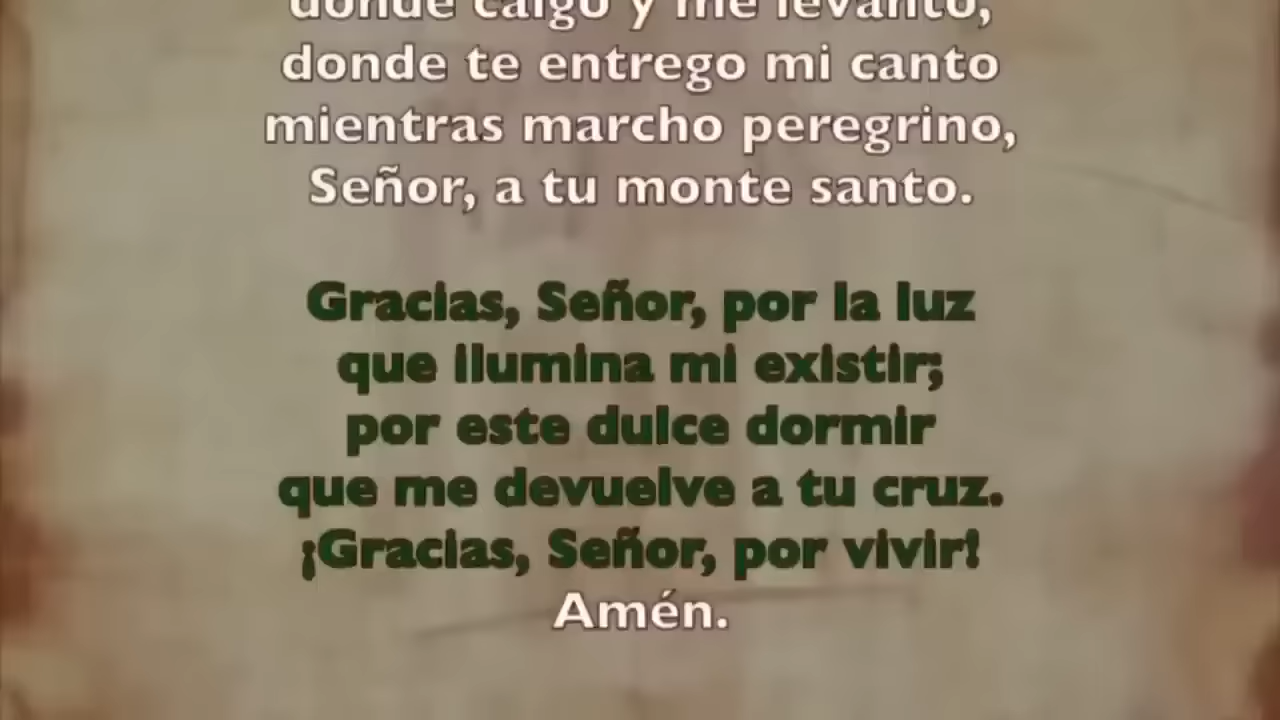 donde caigo y me levanto,
donde te entrego mi canto
mientras marcho peregrino,
Señor, a tu monte santo.
Gracias, Señor, por la luz
que ilumina mi existir;
por este dulce dormir
que me devuelve a tu cruz.
¡Gracias, Señor, por vivir!
Amén.